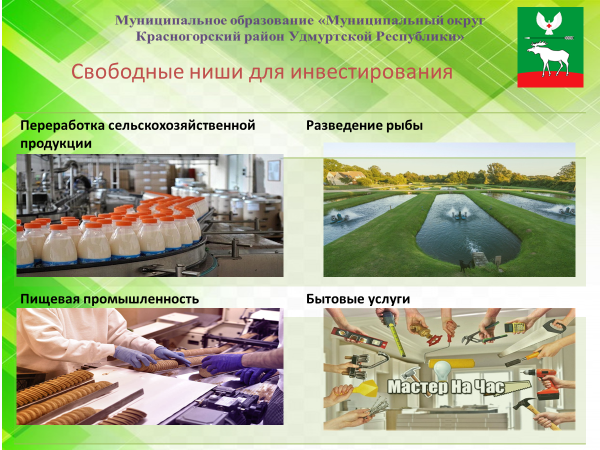 Муниципальное образование «Муниципальный округ
Красногорский район Удмуртской Республики»
Свободные ниши для инвестирования
Переработка сельскохозяйственной
продукции
Разведение рыбы
Пищевая промышленность
Бытовые услуги
Мастер На Час